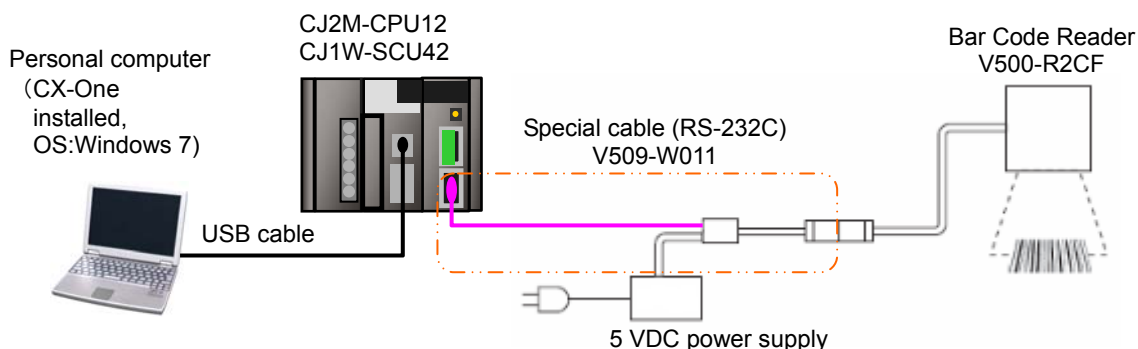 CJ2M-CPU12
CJ1W-SCU42
Personal computer
（CX-One
installed,
OS:Windows 7)
Bar Code Reader
V500-R2CF
Special cable (RS-232C)
V509-W011
USB cable
5 VDC power supply